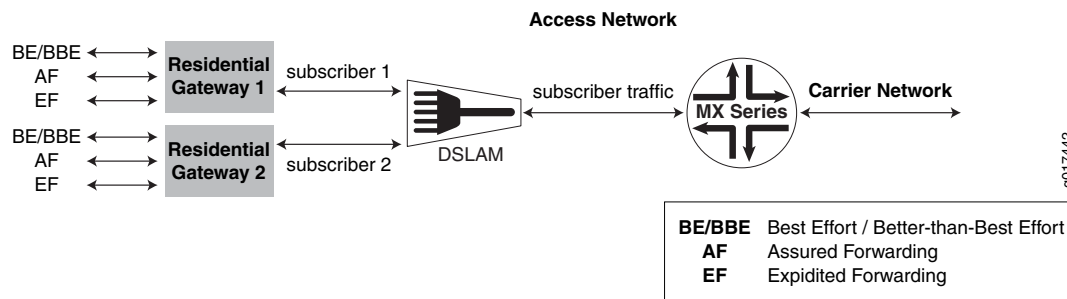 Access Network
BE/BBE
AF
EF
Residential
Gateway 1
subscriber 1
BE/BBE
AF
EF
Residential
Gateway 2
subscriber 2
DSLAM
subscriber traffic
MX Series
Carrier Network
g017443
BE/BBE Best Effort / Better-than-Best Effort
AF Assured Forwarding
EF Expidited Forwarding